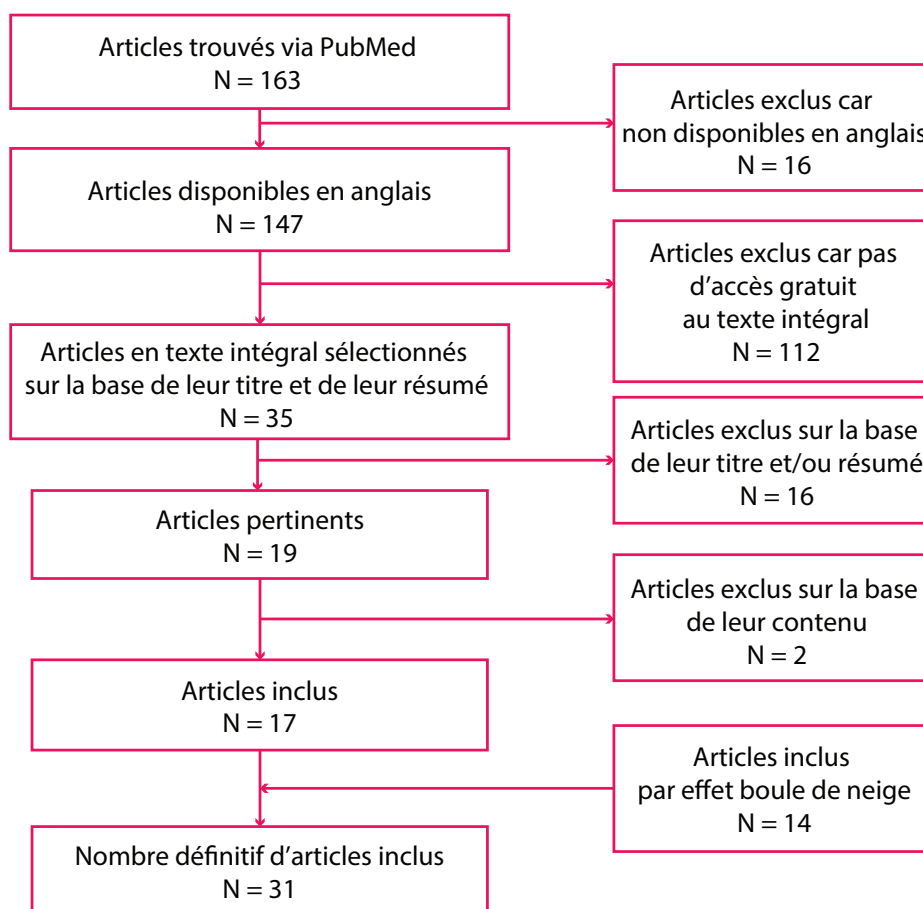 Articles trouvés via PubMed
N = 163
Articles exclus car
non disponibles en anglais
N = 16
Articles disponibles en anglais
N = 147
Articles exclus car pas
d'accès gratuit
au texte intégral
N = 112
Articles en texte intégral sélectionnés
sur la base de leur titre et de leur résumé
N = 35
Articles exclus sur la base
de leur titre et/ou résumé
N = 16
Articles pertinents
N = 19
Articles exclus sur la base
de leur contenu
N = 2
Articles inclus
N = 17
Articles inclus
par effet boule de neige
N = 14
Nombre définitif d'articles inclus
N = 31